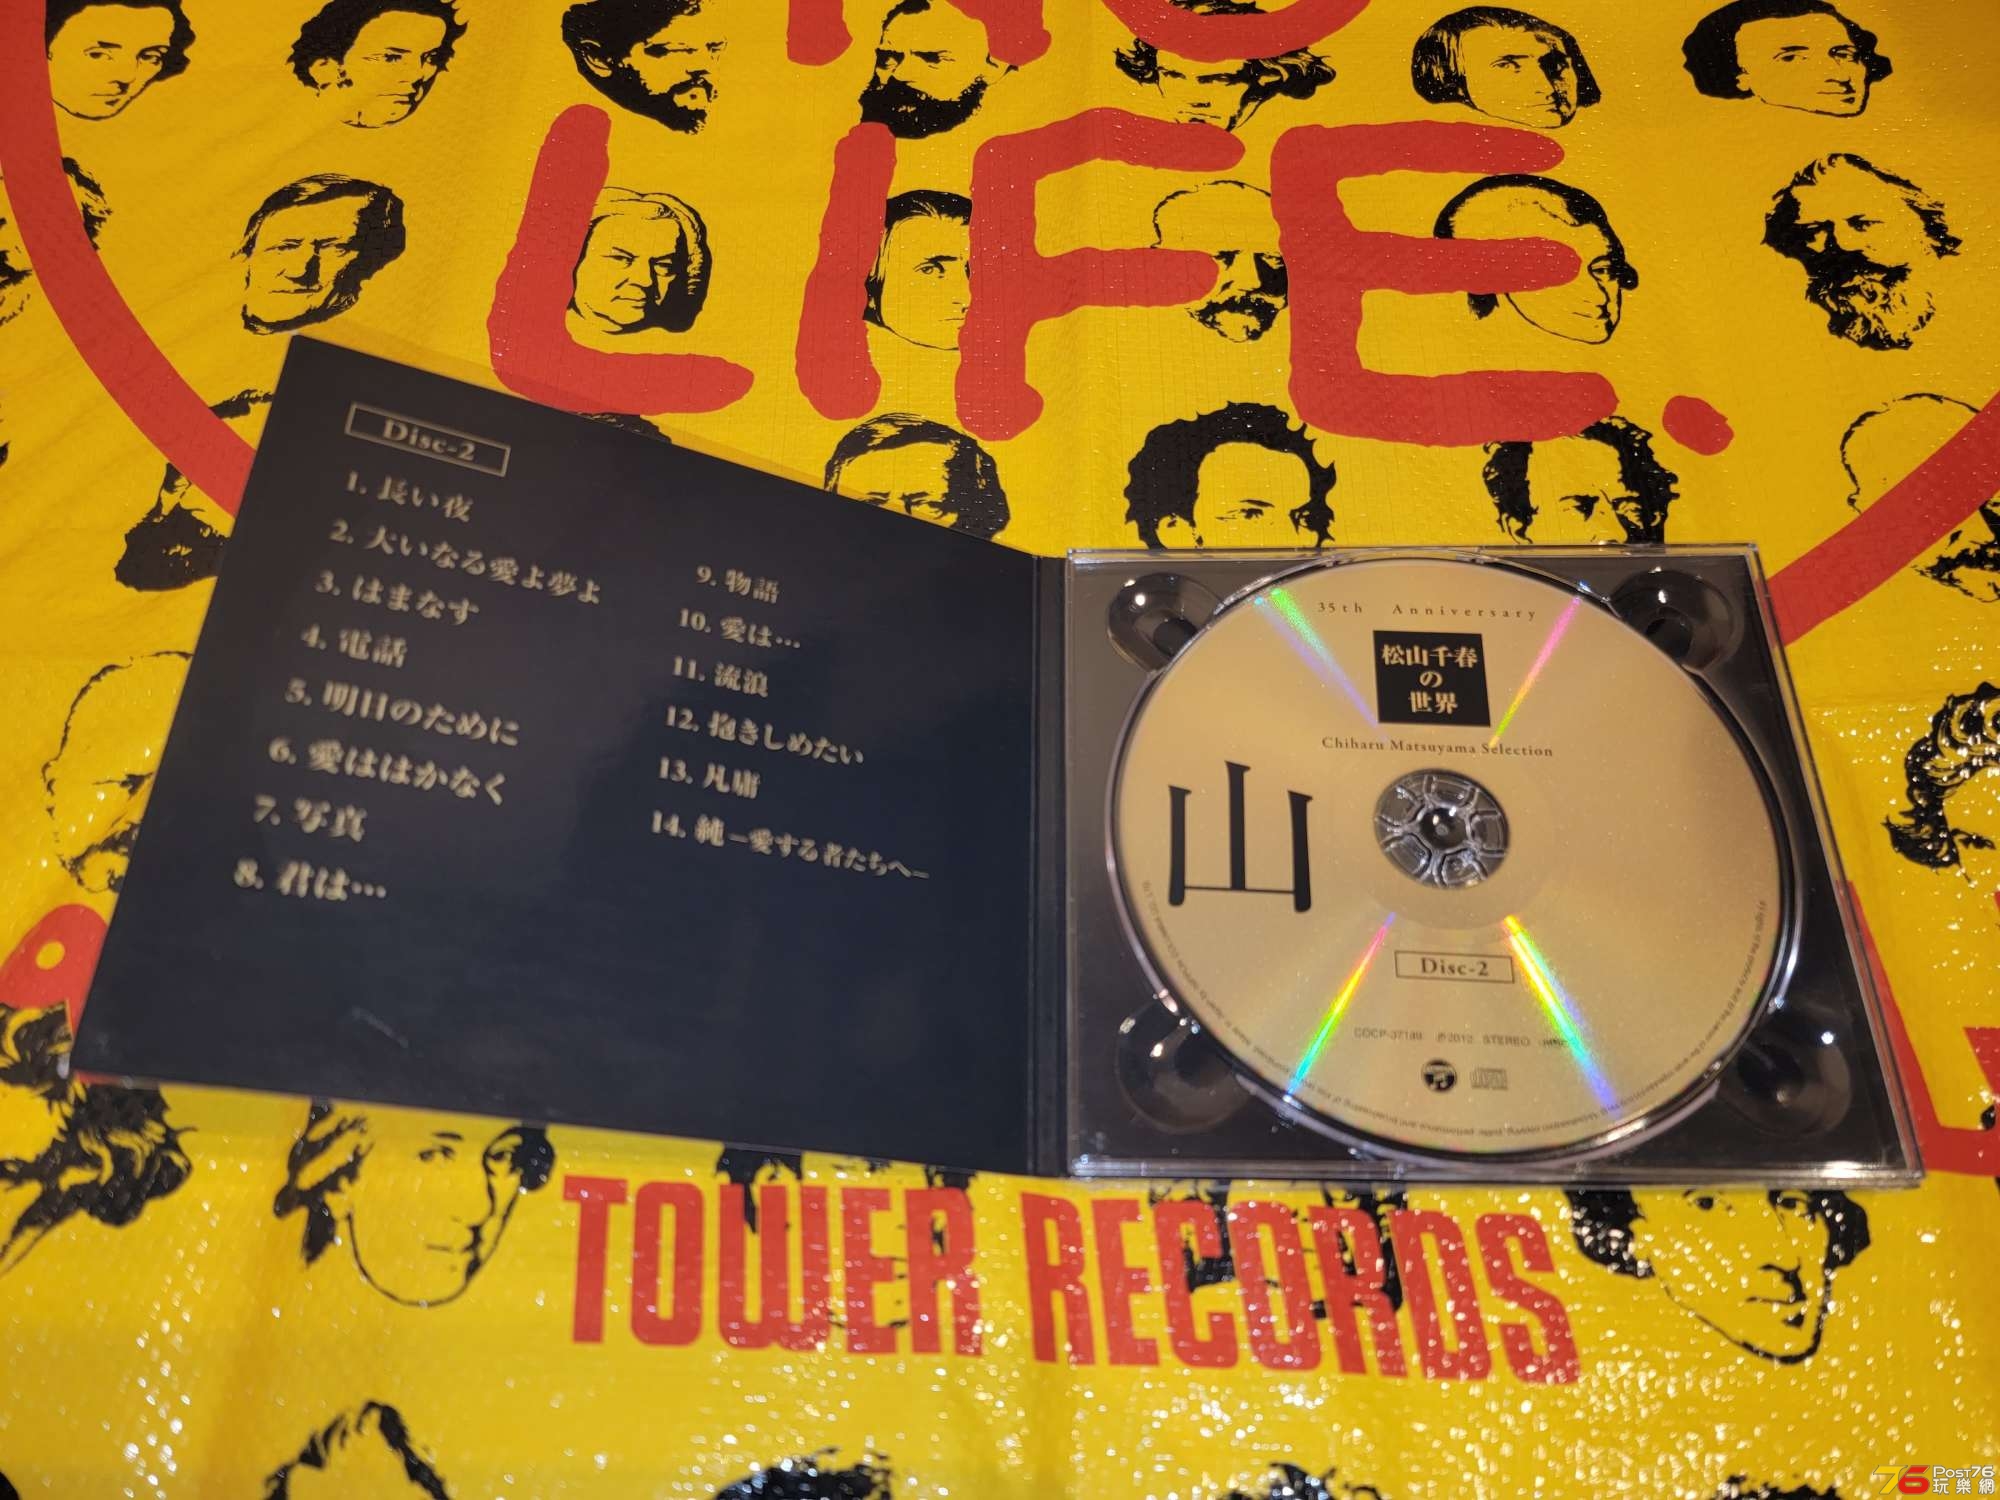 NO
LIFE.
Disc-2
1. 長い夜
2. 大いなる愛よ夢よ
3. はまなす
4. 電話
5. 明日のために
6. 愛ははかなく
7. 写真
8. 君は…
9. 物語
10. 愛は…
11. 流浪
12. 抱きしめたい
13. 凡庸
14. 純 －愛する者たちへ－
35th Anniversary
松山千春
の
世界
Chiharu Matsuyama Selection
山
Disc-2
COCP-37189 ℗2012 STEREO
TOWER RECORDS
76 Post76
玩樂網